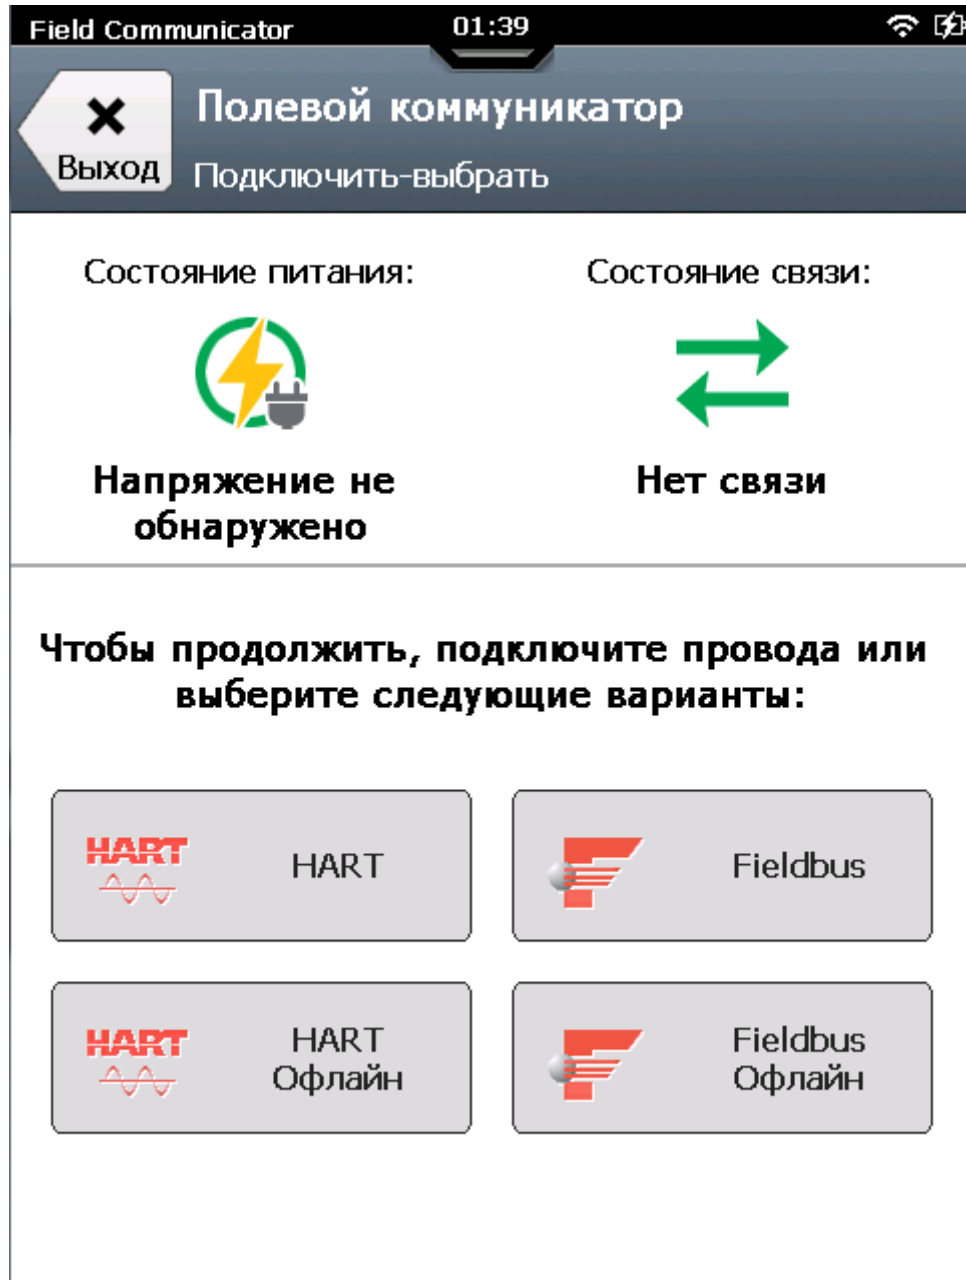 Field Communicator 01:39
Полевой коммуникатор
Выход
Подключить-выбрать
Состояние питания: Состояние связи:
Напряжение не
обнаружено
Нет связи
Чтобы продолжить, подключите провода или
выберите следующие варианты:
HART HART
Fieldbus
HART HART
Офлайн
Fieldbus
Офлайн